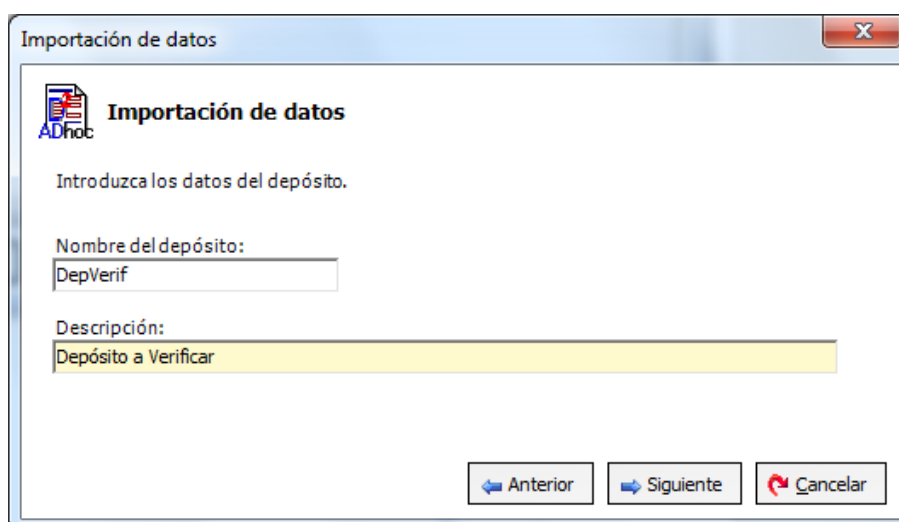 Importación de datos
ADhoc
Importación de datos
Introduzca los datos del depósito.
Nombre del depósito:
DepVerif
Descripción:
Depósito a Verificar
Anterior
Siguiente
Cancelar